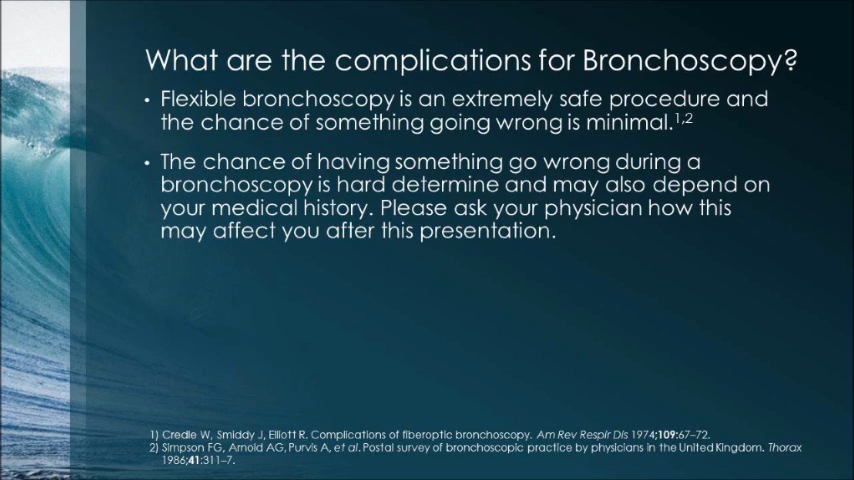 What are the complications for Bronchoscopy?
• Flexible bronchoscopy is an extremely safe procedure and
the chance of something going wrong is minimal.1,2
• The chance of having something go wrong during a
bronchoscopy is hard determine and may also depend on
your medical history. Please ask your physician how this
may affect you after this presentation.
1) Credle W, Smiddy J, Elliott R. Complications of fiberoptic bronchoscopy. Am Rev Respir Dis 1974;109:67–72.
2) Simpson FG, Arnold AG, Purvis A, et al. Postal survey of bronchoscopic practice by physicians in the United Kingdom. Thorax
1986;41:311–7.